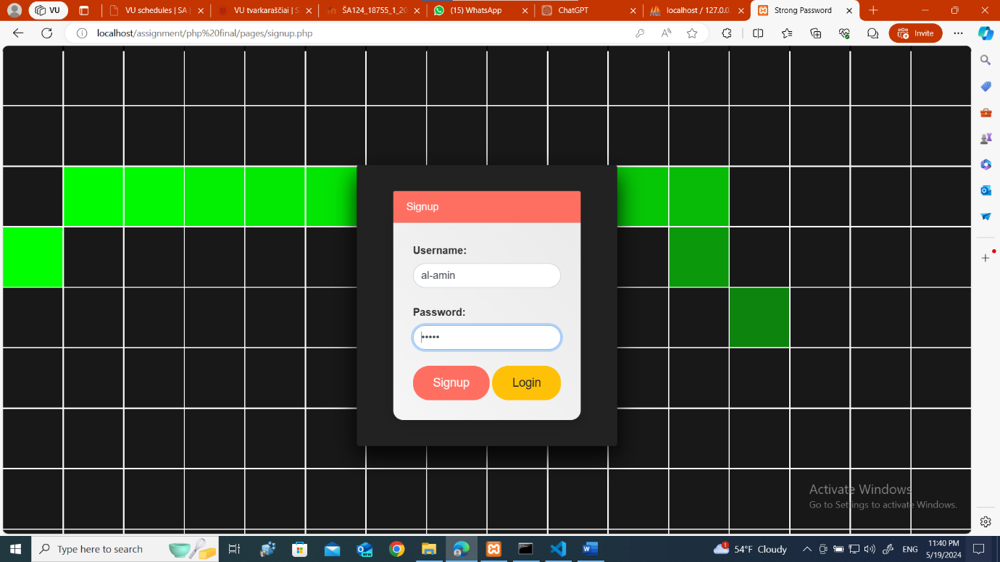 VU
VU schedules | SA |
VU tvarkaraščiai | S
ŠA124_18755_1_20
(15) WhatsApp
ChatGPT
localhost / 127.0.0.
Strong Password
localhost/assignment/php%20final/pages/signup.php
Invite
Signup
Username:
al-amin
Password:
•••••
Signup
Login
Activate Windows
Go to Settings to activate Windows.
Type here to search
NEW
1
54°F Cloudy
ENG
11:40 PM
5/19/2024